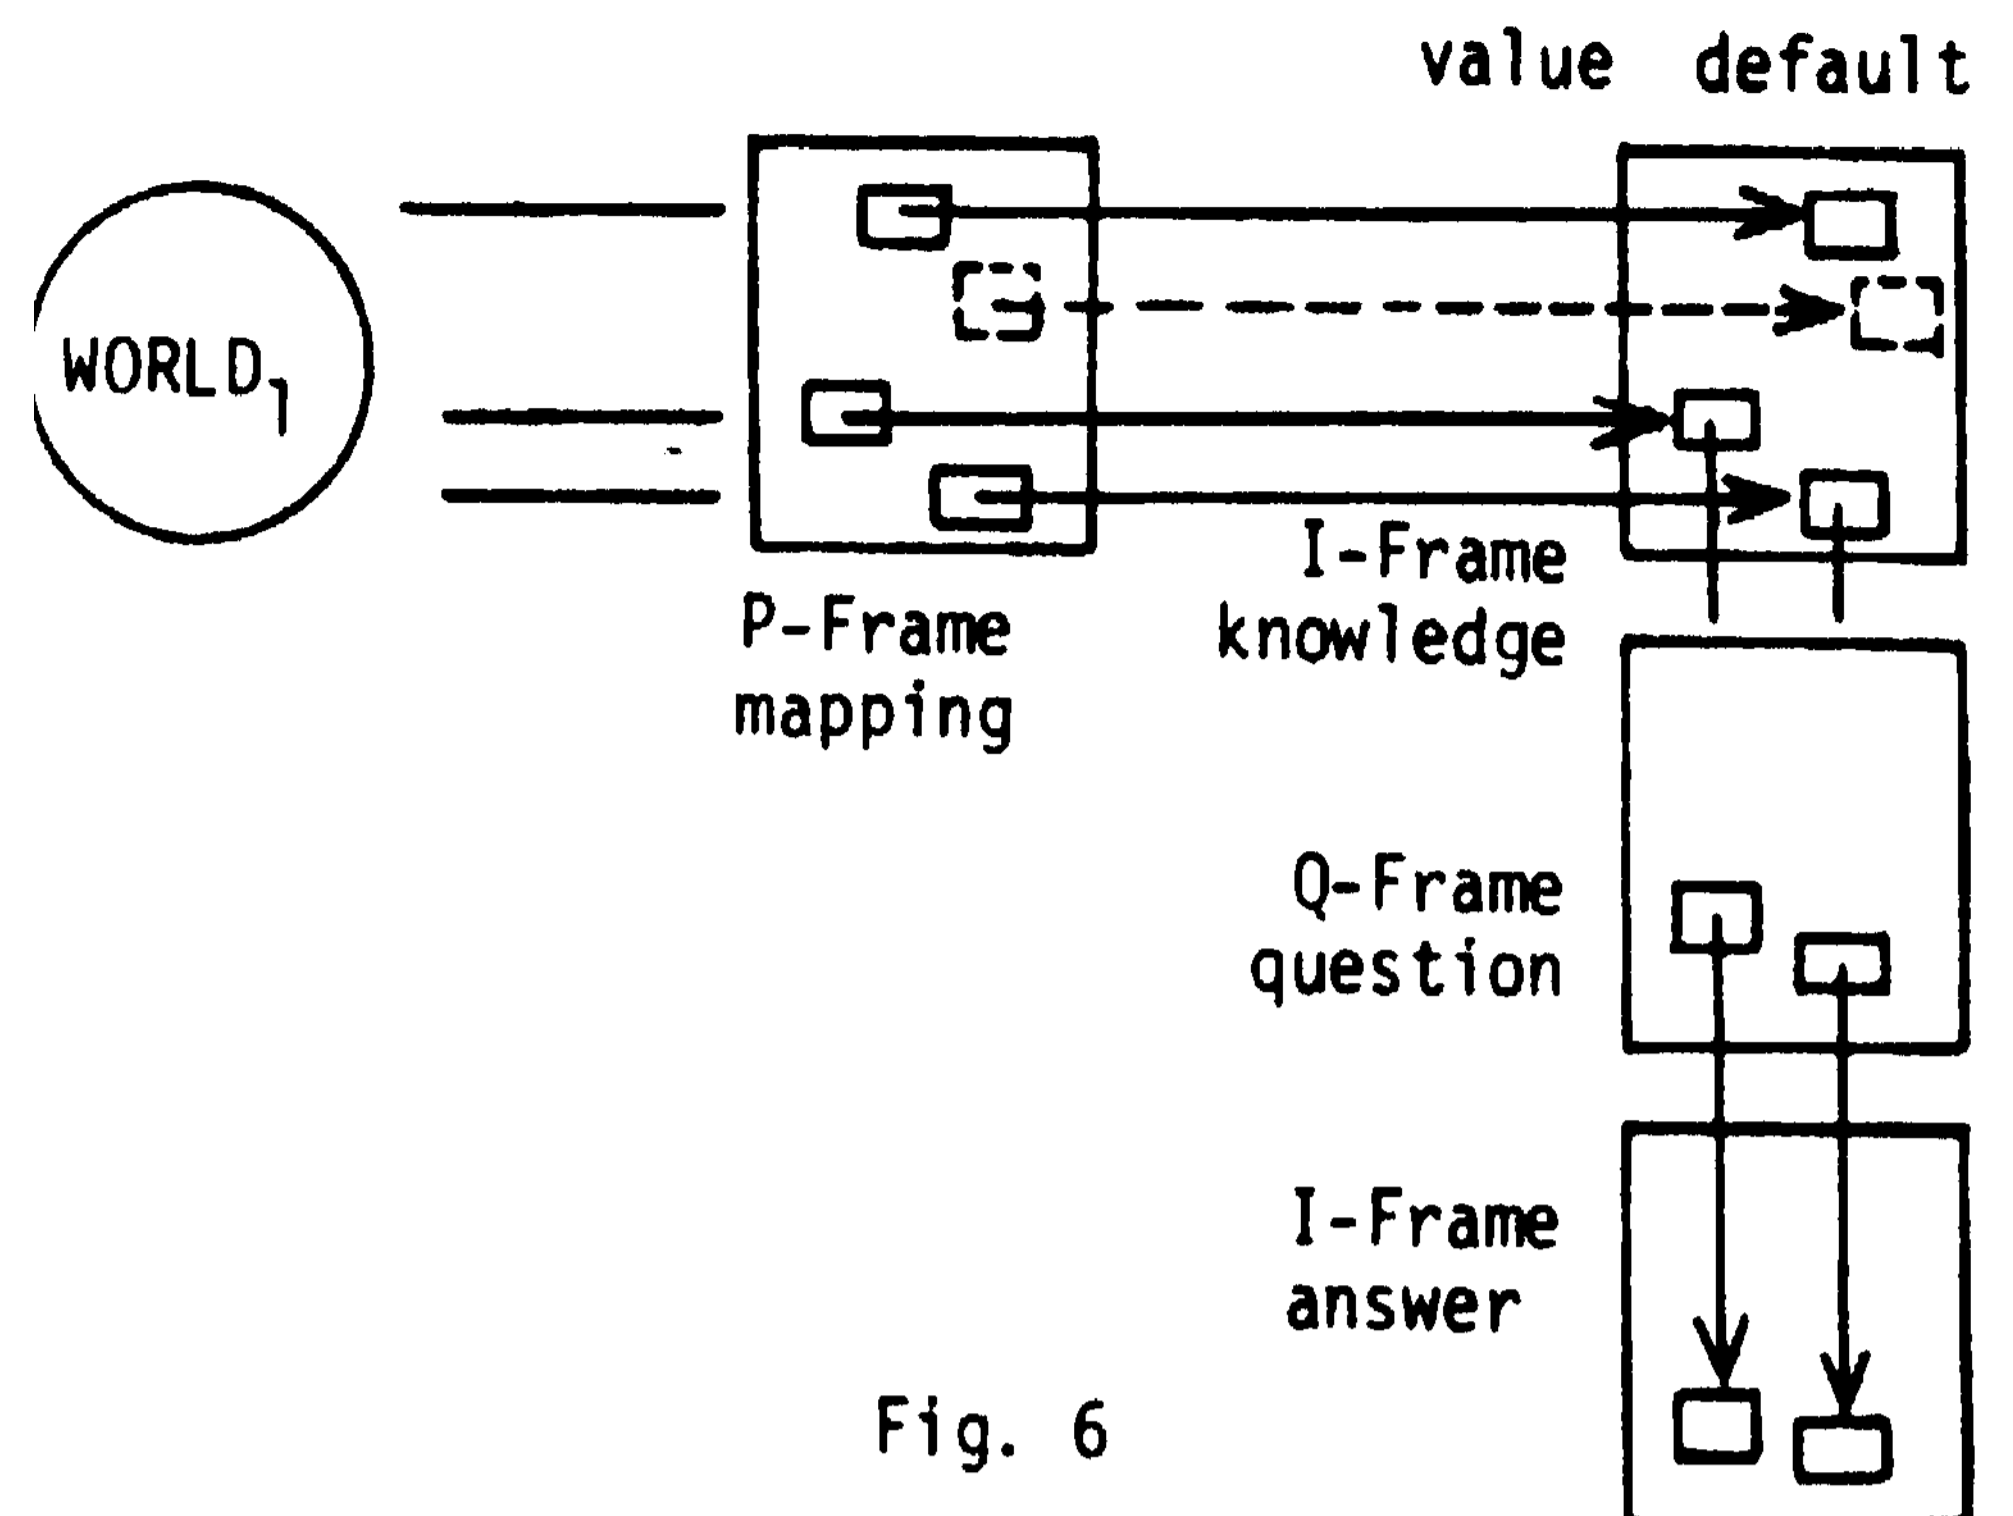 value default
WORLD1
I-Frame
knowledge
P-Frame
mapping
Q-Frame
question
I-Frame
answer
Fig. 6